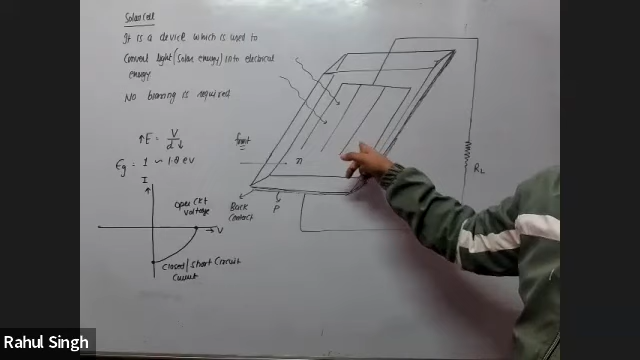 Solar Cell
It is a device which is used to
Convert light/(solar energy) into electrical
energy
No biasing is required
↑E = V/d↓
Eg = 1 ~ 1.8 eV
I
open CKT
voltage
V
closed/short circuit
current
front
n
Back
Contact
P
RL
Rahul Singh